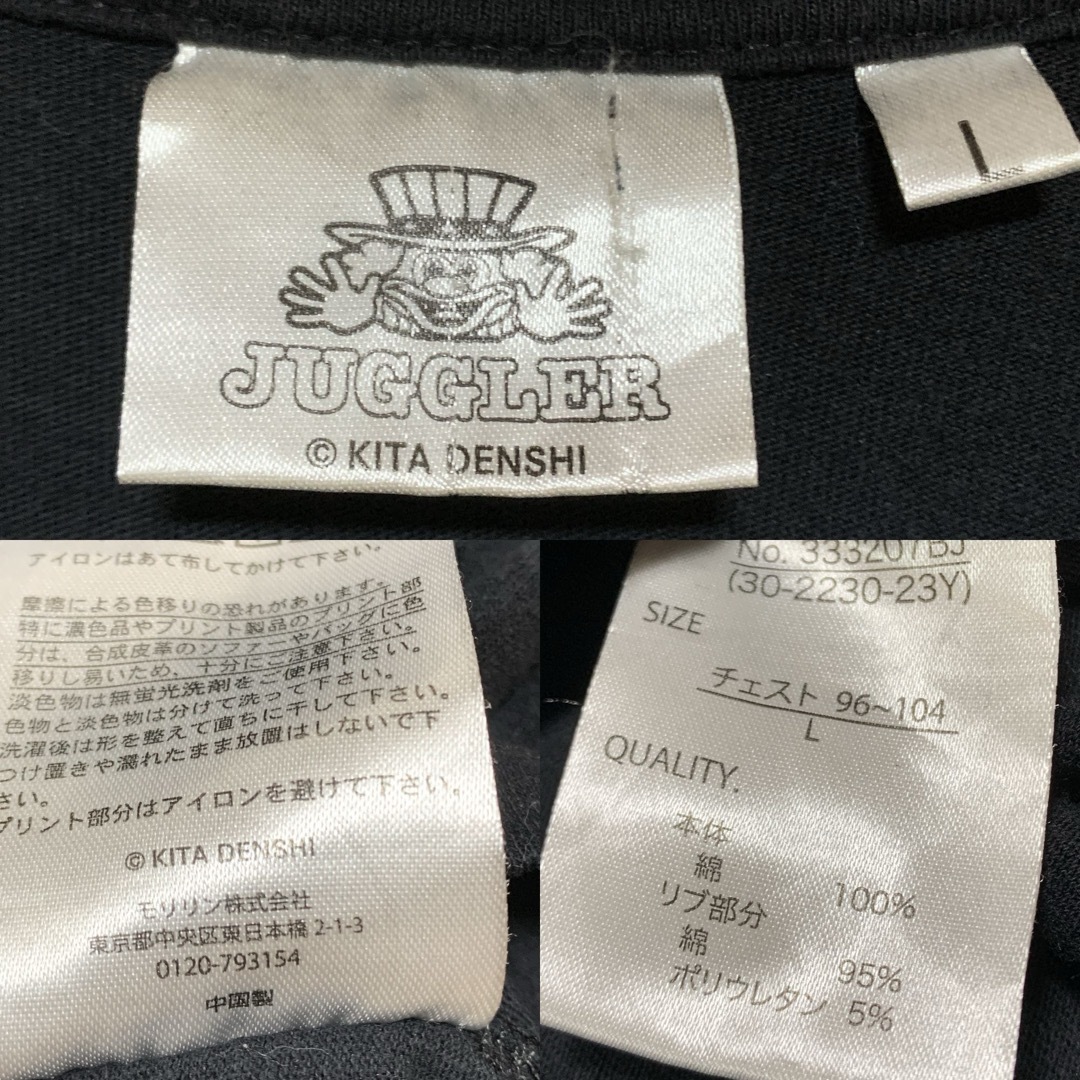 JUGGLER
© KITA DENSHI
アイロンはあて布してかけて下さい。
摩擦による色移りの恐れがあります。
特に濃色品やプリント製品のプリント部
分は、合成皮革のソファーやバッグに色
移りし易いため、十分にご注意下さい。
淡色物は無蛍光洗剤をご使用下さい。
色物と淡色物は分けて洗って下さい。
洗濯後は形を整えて直ちに干して下さい。
つけ置きや濡れたまま放置はしないで下
さい。
プリント部分はアイロンを避けて下さい。
© KITA DENSHI
モリリン株式会社
東京都中央区東日本橋 2-1-3
0120-793154
中国製
No. 333207BJ
(30-2230-23Y)
SIZE
チェスト 96~104
L
QUALITY.
本体
綿 100%
リブ部分
綿 95%
ポリウレタン 5%